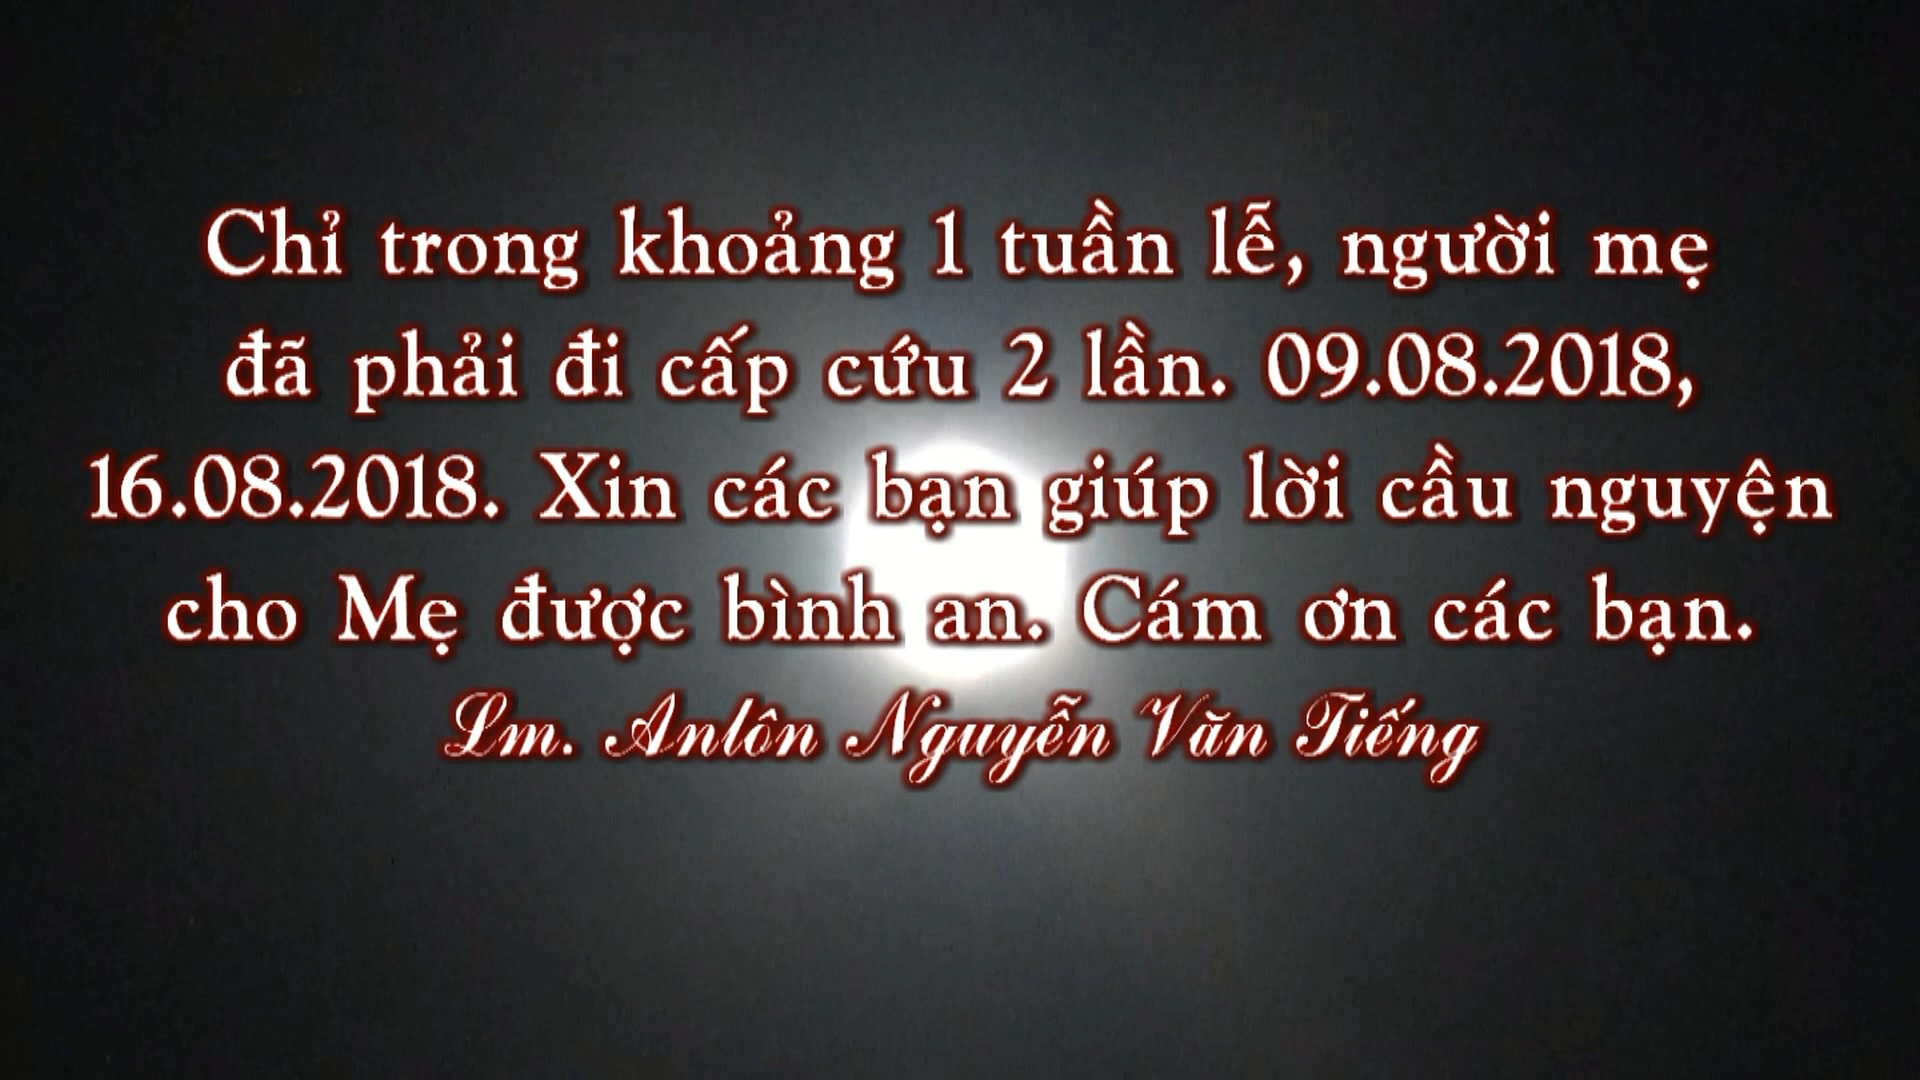 Chỉ trong khoảng 1 tuần lễ, người mẹ
đã phải đi cấp cứu 2 lần. 09.08.2018,
16.08.2018. Xin các bạn giúp lời cầu nguyện
cho Mẹ được bình an. Cám ơn các bạn.
Lm. Antôn Nguyễn Văn Tiếng